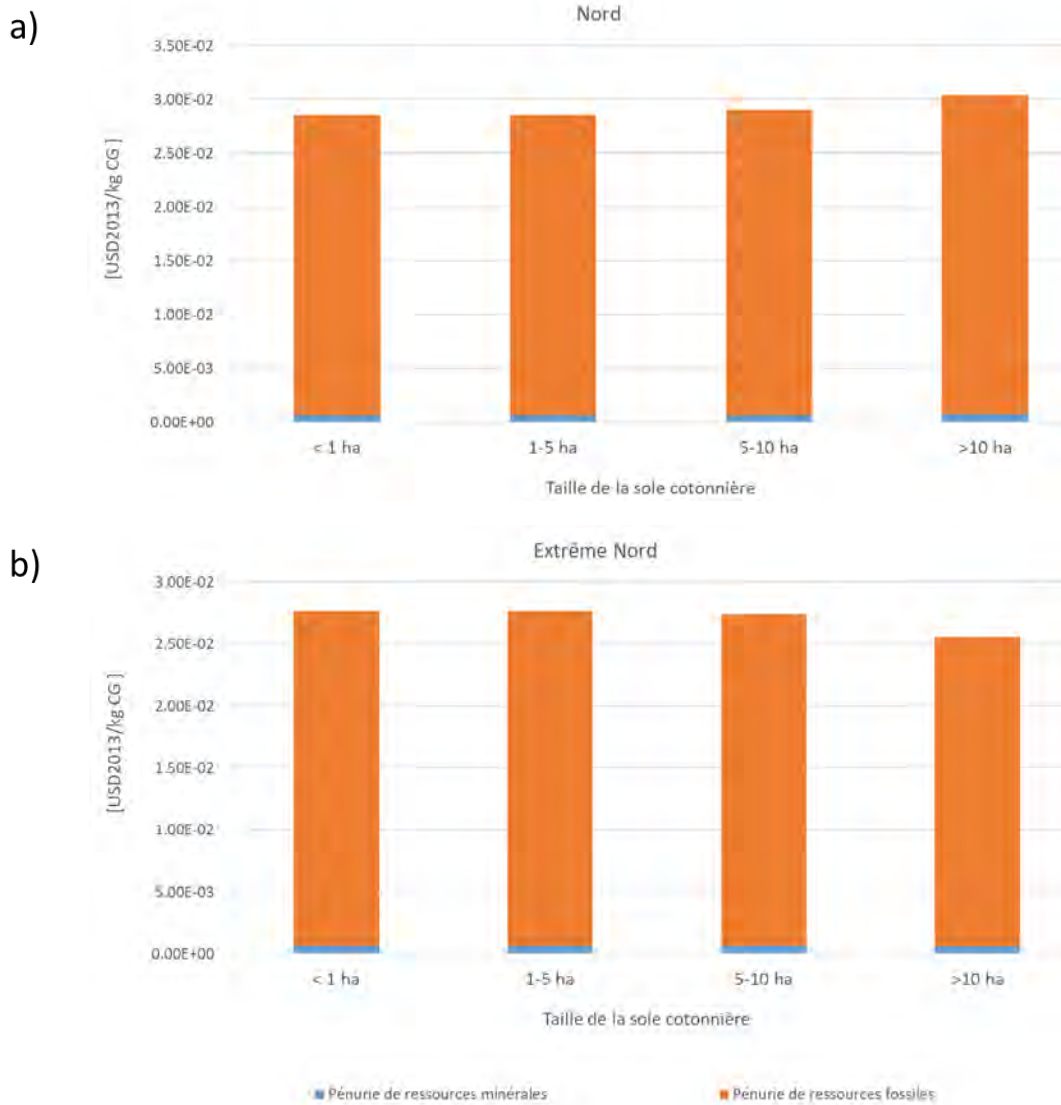 a)
Nord
[USD2013/kg CG ]
3.50E-02
3.00E-02
2.50E-02
2.00E-02
1.50E-02
1.00E-02
5.00E-03
0.00E+00
< 1 ha 1-5 ha 5-10 ha >10 ha
Taille de la sole cotonnière
b)
Extrême Nord
[USD2013/kg CG ]
3.00E-02
2.50E-02
2.00E-02
1.50E-02
1.00E-02
5.00E-03
0.00E+00
< 1 ha 1-5 ha 5-10 ha >10 ha
Taille de la sole cotonnière
Pénurie de ressources minérales Pénurie de ressources fossiles